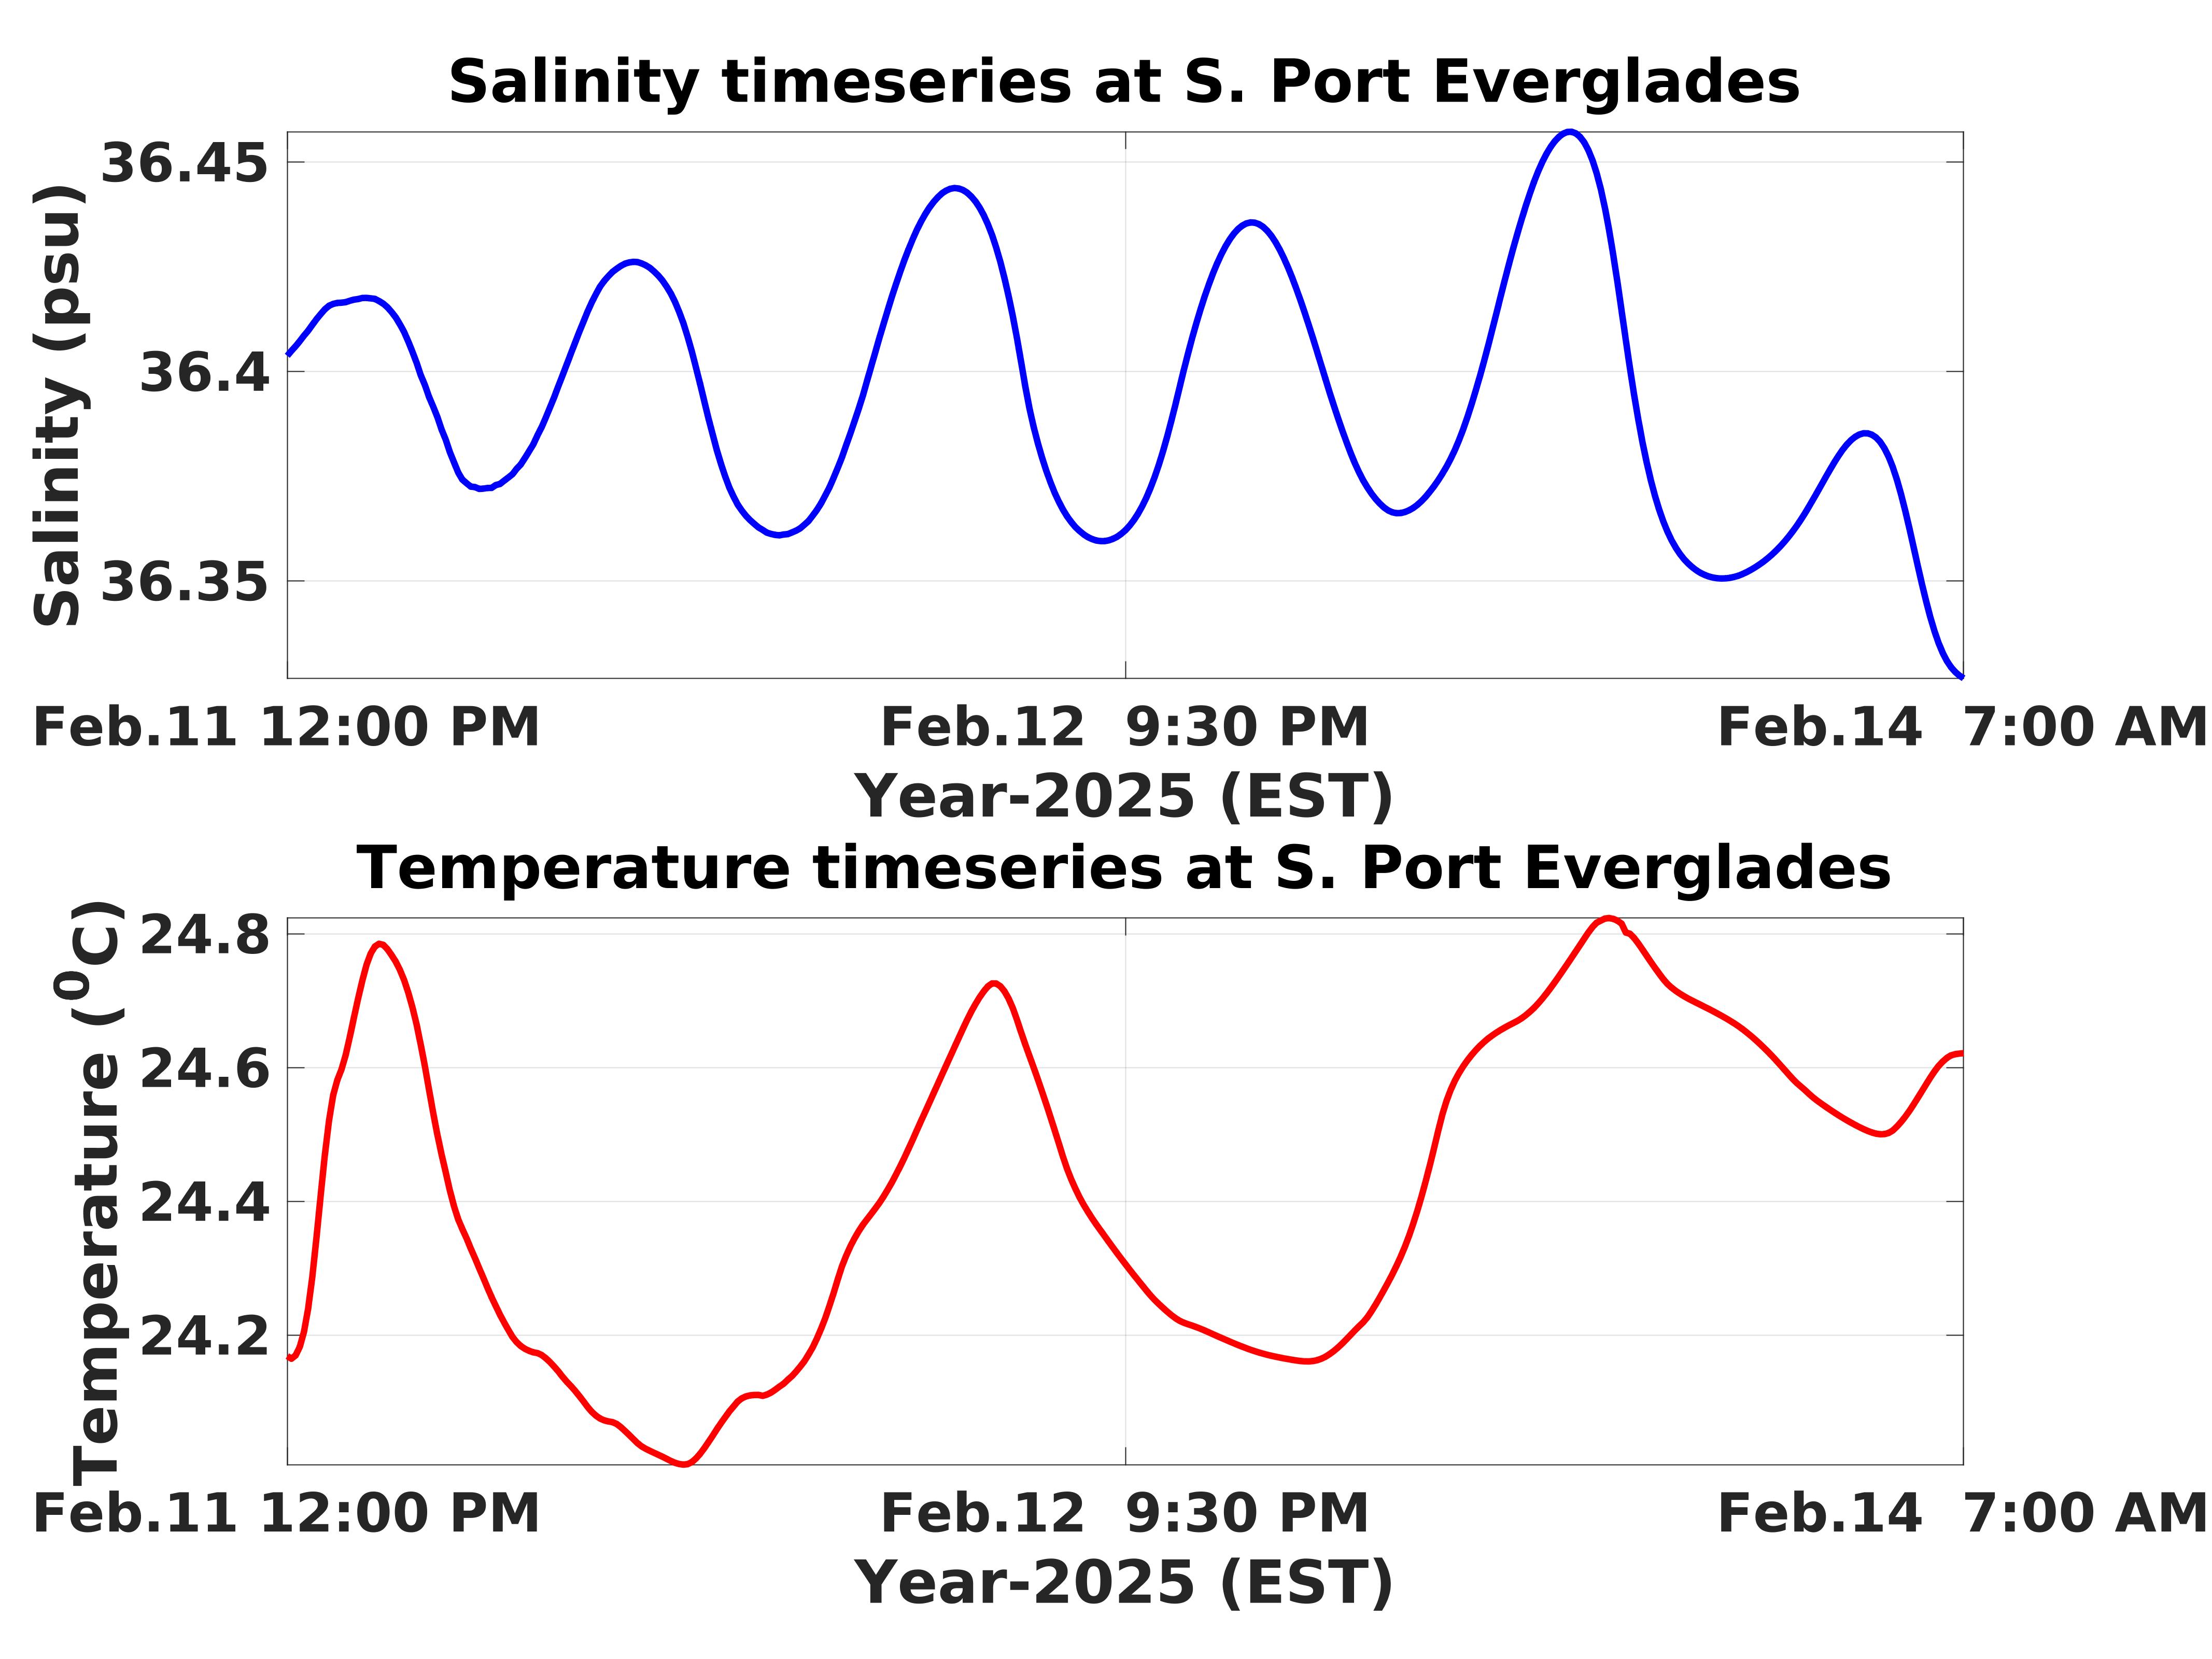 Salinity timeseries at S. Port Everglades
Salinity (psu)
36.45
36.4
36.35
Feb.11 12:00 PM Feb.12 9:30 PM Feb.14 7:00 AM
Year-2025 (EST)
Temperature timeseries at S. Port Everglades
Temperature (⁰C)
24.8
24.6
24.4
24.2
Feb.11 12:00 PM Feb.12 9:30 PM Feb.14 7:00 AM
Year-2025 (EST)